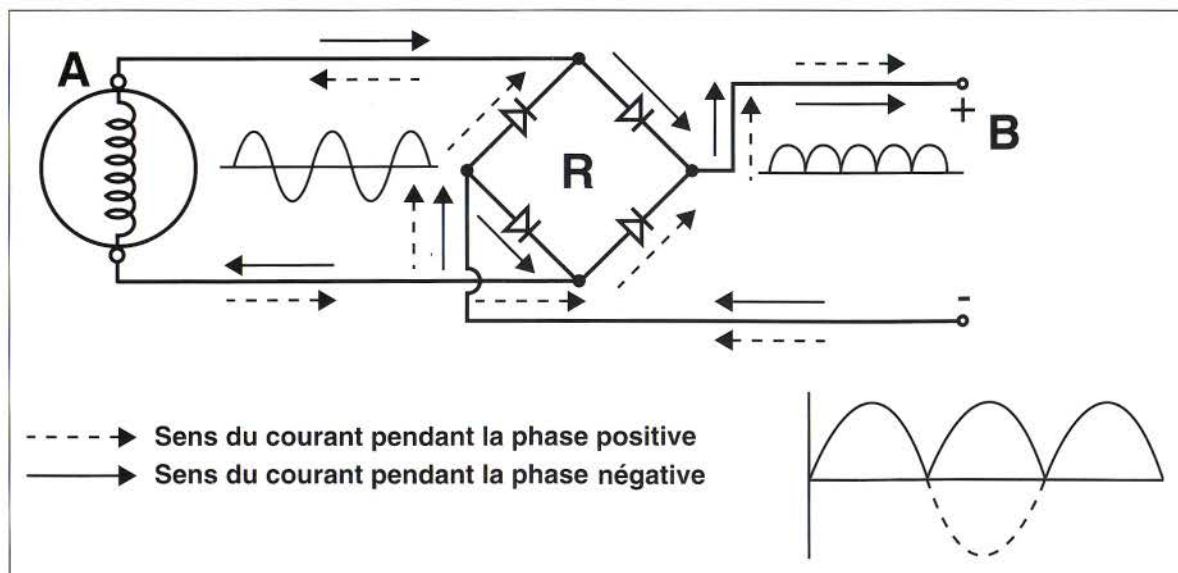 A
R
+
B
-
Sens du courant pendant la phase positive
Sens du courant pendant la phase négative